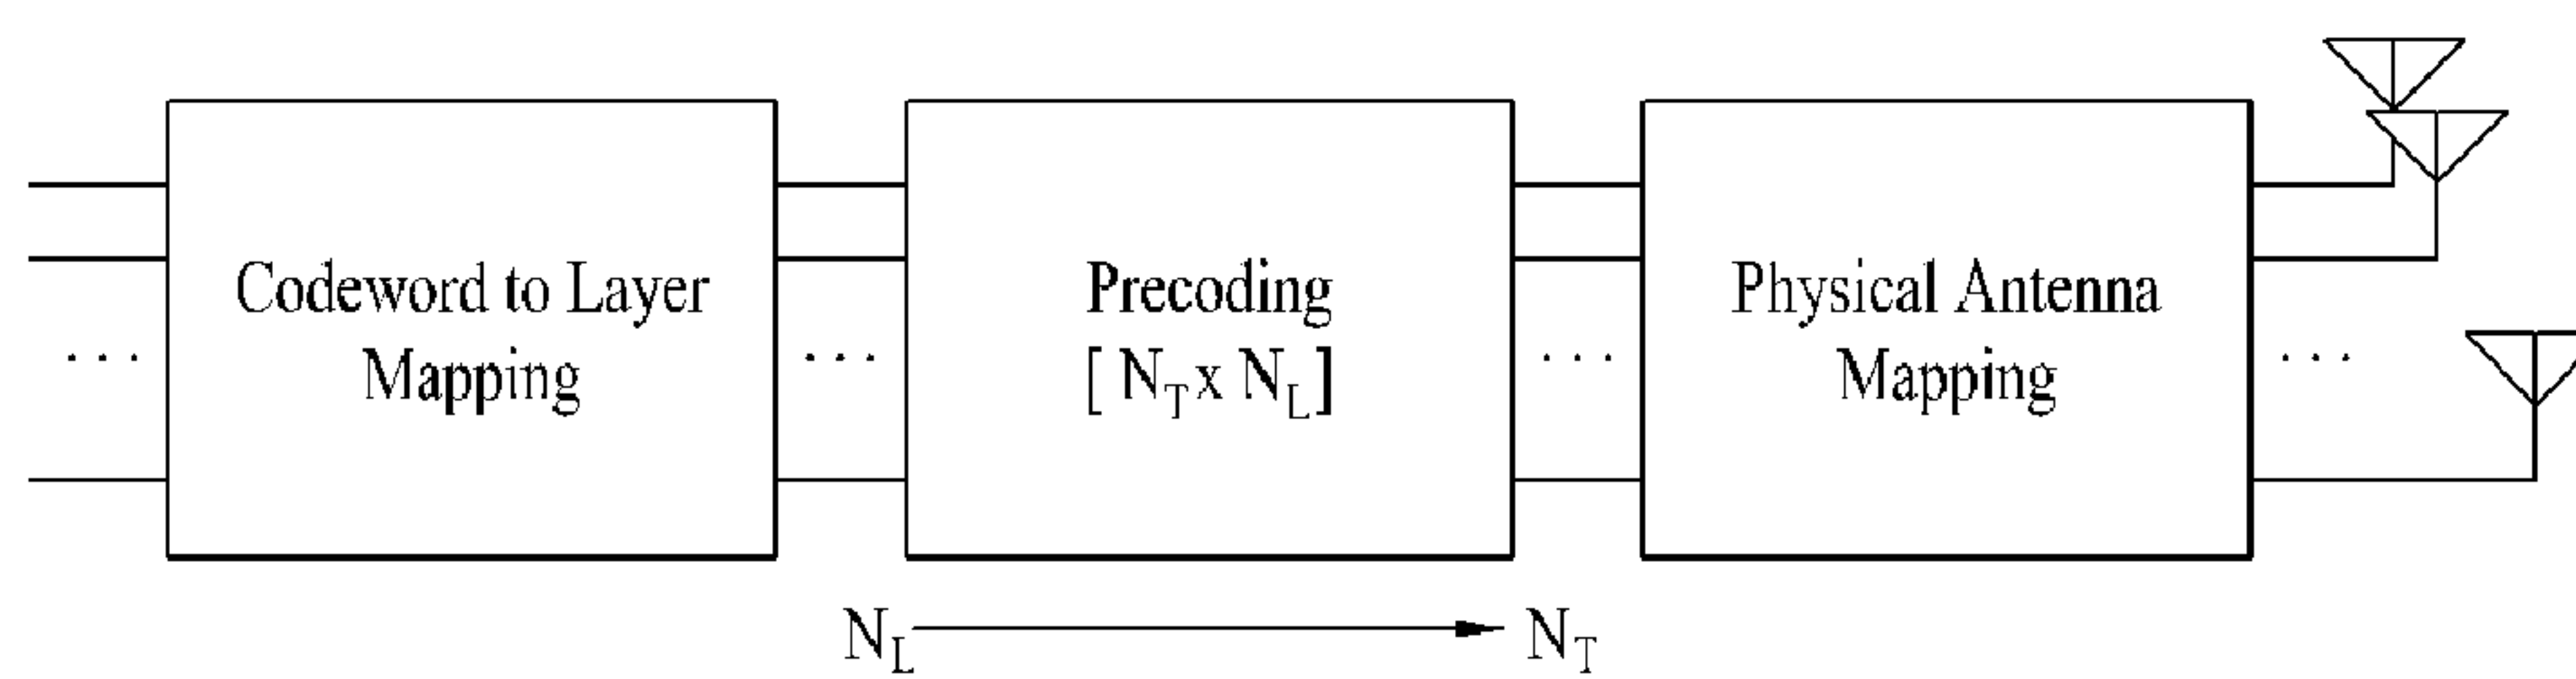 Codeword to Layer
Mapping
. . .
Precoding
[ N_T x N_L ]
. . .
Physical Antenna
Mapping
. . .
. . .
N_L
N_T